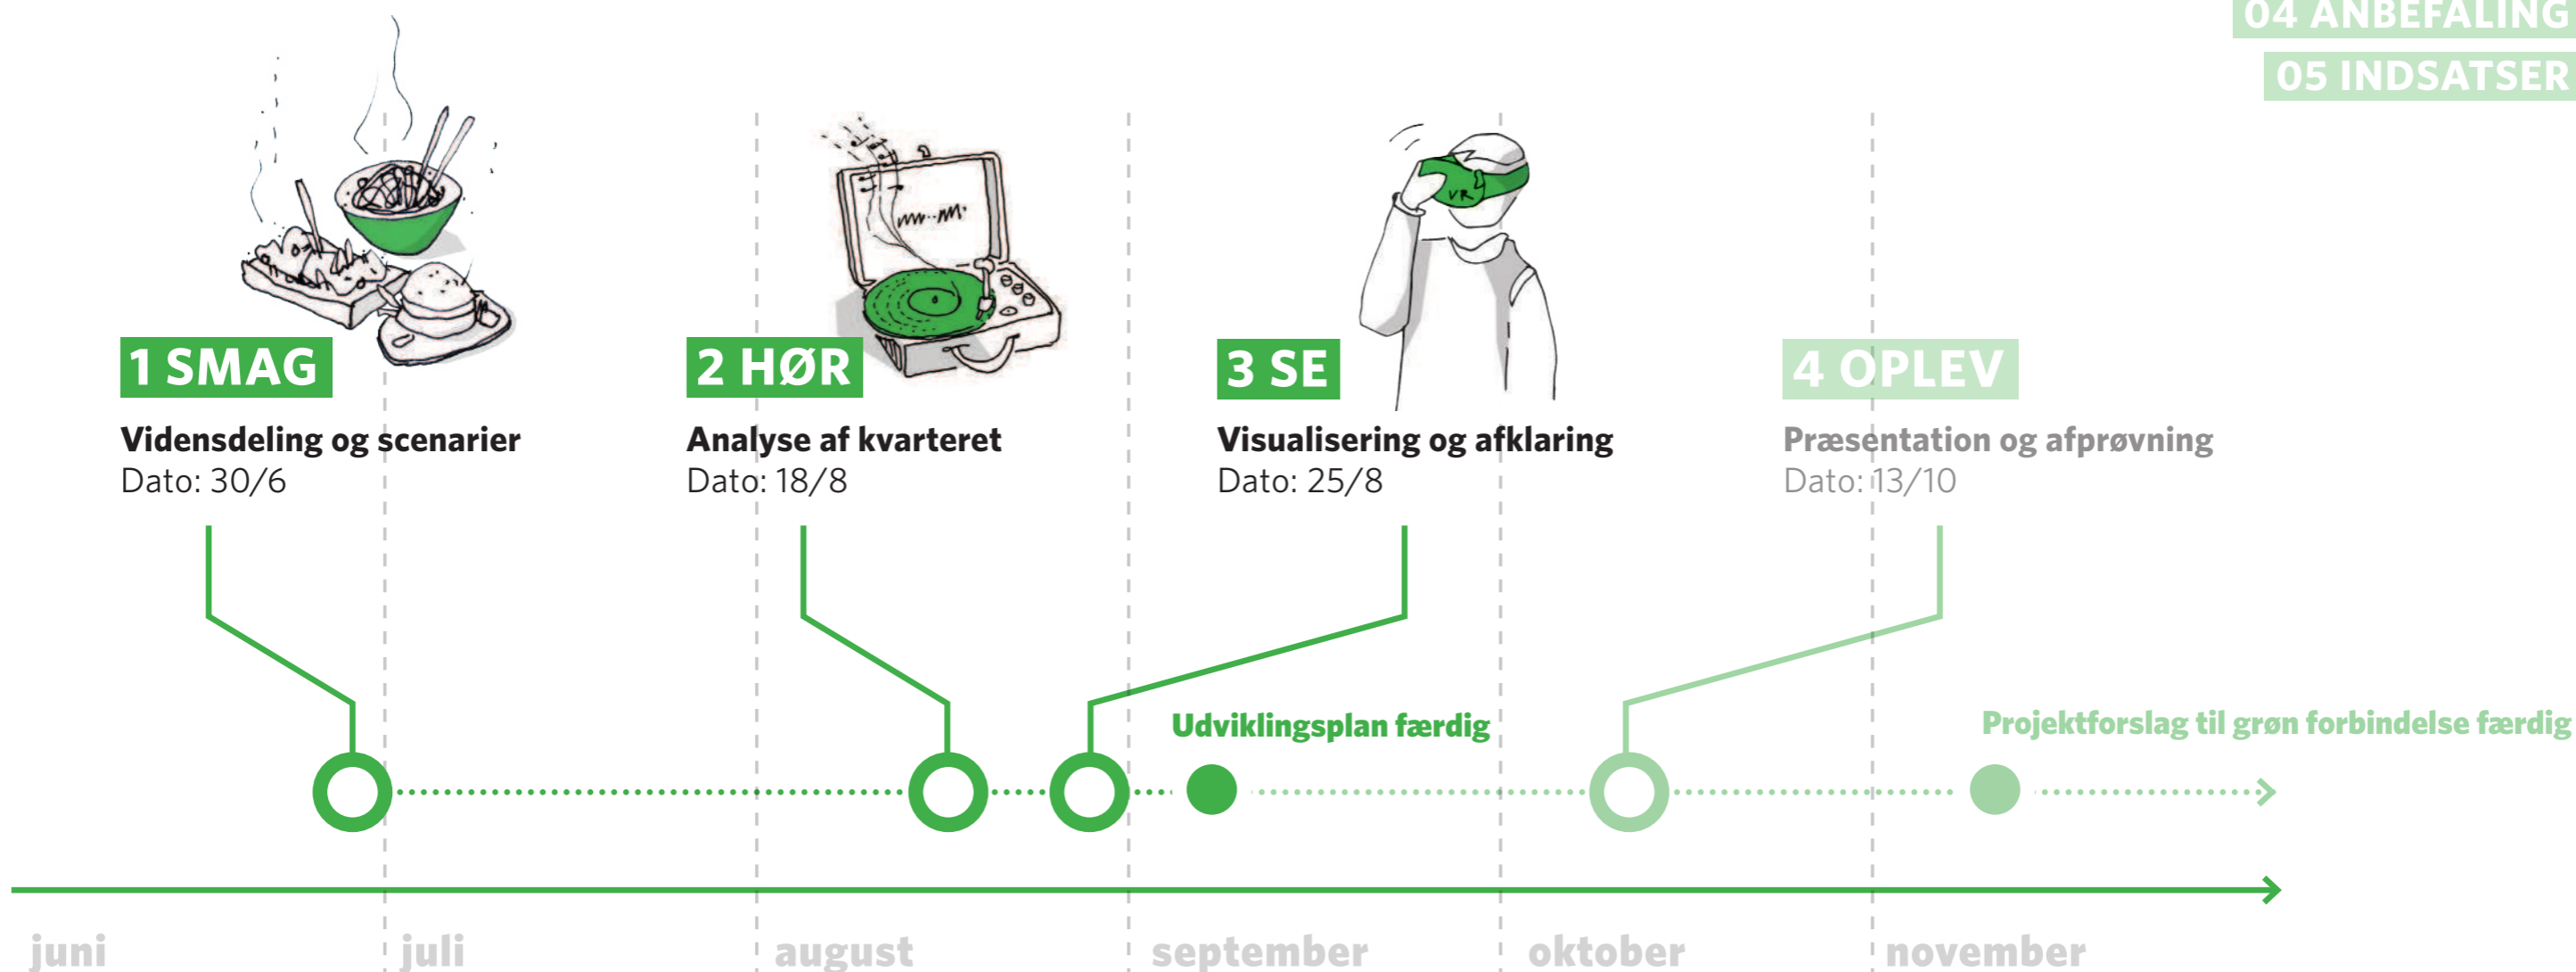 04 ANBEFALING
05 INDSATSER
VR
1 SMAG
Vidensdeling og scenarier
Dato: 30/6
2 HØR
Analyse af kvarteret
Dato: 18/8
3 SE
Visualisering og afklaring
Dato: 25/8
4 OPLEV
Præsentation og afprøvning
Dato: 13/10
Udviklingsplan færdig
Projektforslag til grøn forbindelse færdig
juni
juli
august
september
oktober
november